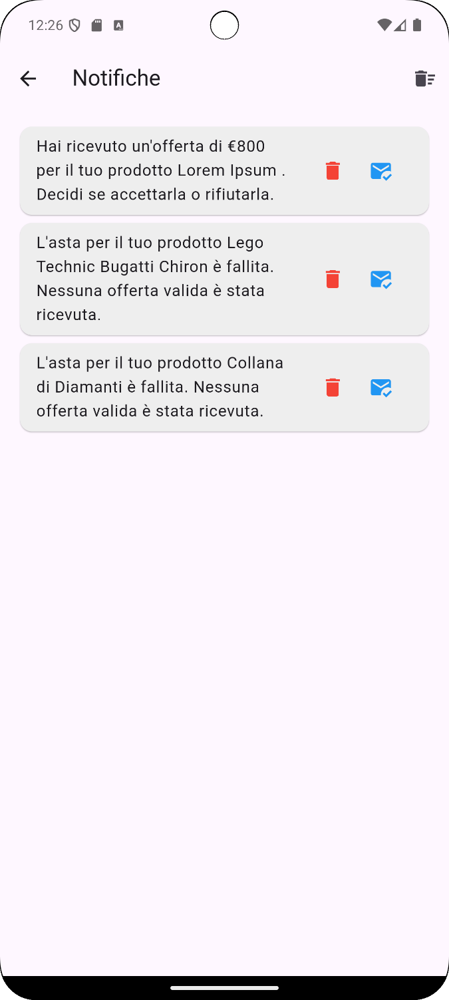 12:26
Notifiche
Hai ricevuto un'offerta di €800
per il tuo prodotto Lorem Ipsum .
Decidi se accettarla o rifiutarla.
L'asta per il tuo prodotto Lego
Technic Bugatti Chiron è fallita.
Nessuna offerta valida è stata
ricevuta.
L'asta per il tuo prodotto Collana
di Diamanti è fallita. Nessuna
offerta valida è stata ricevuta.